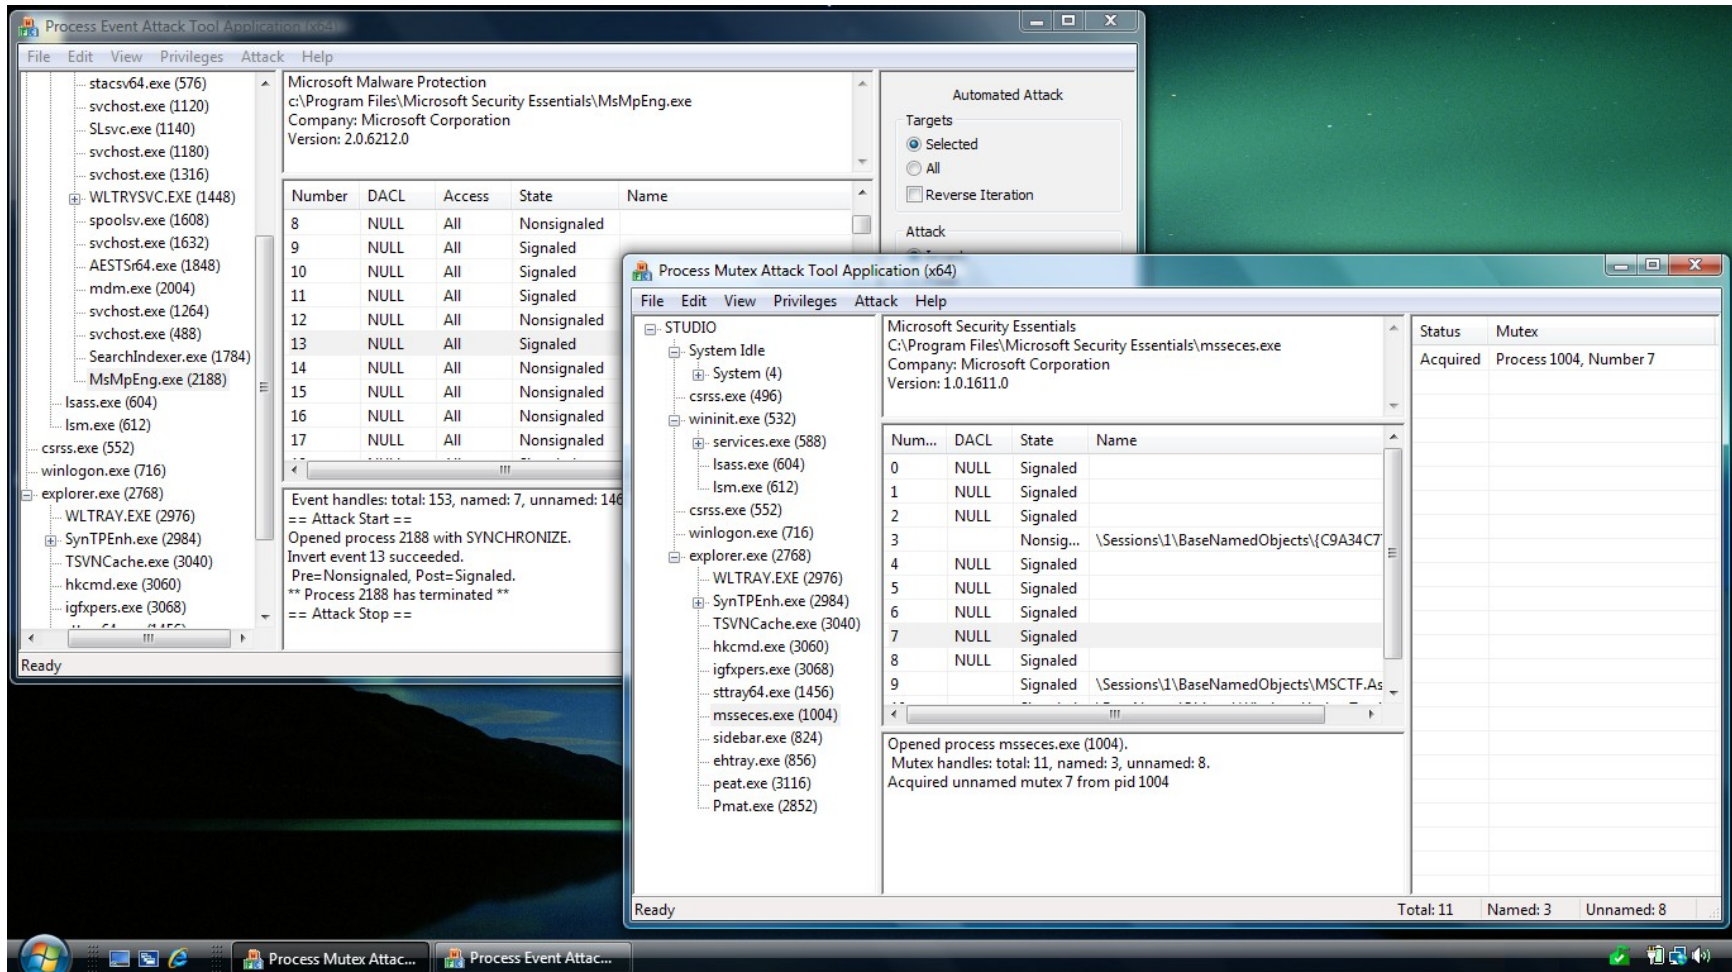 Process Event Attack Tool Application (x64)
File Edit View Privileges Attack Help
stacsv64.exe (576)
svchost.exe (1120)
SLsvc.exe (1140)
svchost.exe (1180)
svchost.exe (1316)
WLTRYSVC.EXE (1448)
spoolsv.exe (1608)
svchost.exe (1632)
AESTSr64.exe (1848)
mdm.exe (2004)
svchost.exe (1264)
svchost.exe (488)
SearchIndexer.exe (1784)
MsMpEng.exe (2188)
lsass.exe (604)
lsm.exe (612)
csrss.exe (552)
winlogon.exe (716)
explorer.exe (2768)
WLTRAY.EXE (2976)
SynTPEnh.exe (2984)
TSVNCache.exe (3040)
hkcmd.exe (3060)
igfxpers.exe (3068)
Microsoft Malware Protection
c:\Program Files\Microsoft Security Essentials\MsMpEng.exe
Company: Microsoft Corporation
Version: 2.0.6212.0
Number DACL Access State Name
8 NULL All Nonsignaled
9 NULL All Signaled
10 NULL All Signaled
11 NULL All Signaled
12 NULL All Nonsignaled
13 NULL All Signaled
14 NULL All Nonsignaled
15 NULL All Nonsignaled
16 NULL All Nonsignaled
17 NULL All Nonsignaled
Event handles: total: 153, named: 7, unnamed: 146
== Attack Start ==
Opened process 2188 with SYNCHRONIZE.
Invert event 13 succeeded.
Pre=Nonsignaled, Post=Signaled.
** Process 2188 has terminated **
== Attack Stop ==
Automated Attack
Targets
Selected
All
Reverse Iteration
Attack
Ready
Process Mutex Attack Tool Application (x64)
File Edit View Privileges Attack Help
STUDIO
System Idle
System (4)
csrss.exe (496)
wininit.exe (532)
services.exe (588)
lsass.exe (604)
lsm.exe (612)
csrss.exe (552)
winlogon.exe (716)
explorer.exe (2768)
WLTRAY.EXE (2976)
SynTPEnh.exe (2984)
TSVNCache.exe (3040)
hkcmd.exe (3060)
igfxpers.exe (3068)
sttray64.exe (1456)
msseces.exe (1004)
sidebar.exe (824)
ehtray.exe (856)
peat.exe (3116)
Pmat.exe (2852)
Microsoft Security Essentials
C:\Program Files\Microsoft Security Essentials\msseces.exe
Company: Microsoft Corporation
Version: 1.0.1611.0
Num... DACL State Name
0 NULL Signaled
1 NULL Signaled
2 NULL Signaled
3 Nonsig... \Sessions\1\BaseNamedObjects\{C9A34C7
4 NULL Signaled
5 NULL Signaled
6 NULL Signaled
7 NULL Signaled
8 NULL Signaled
9 Signaled \Sessions\1\BaseNamedObjects\MSCTF.As
Opened process msseces.exe (1004).
Mutex handles: total: 11, named: 3, unnamed: 8.
Acquired unnamed mutex 7 from pid 1004
Status Mutex
Acquired Process 1004, Number 7
Ready Total: 11 Named: 3 Unnamed: 8
Process Mutex Attac... Process Event Attac...